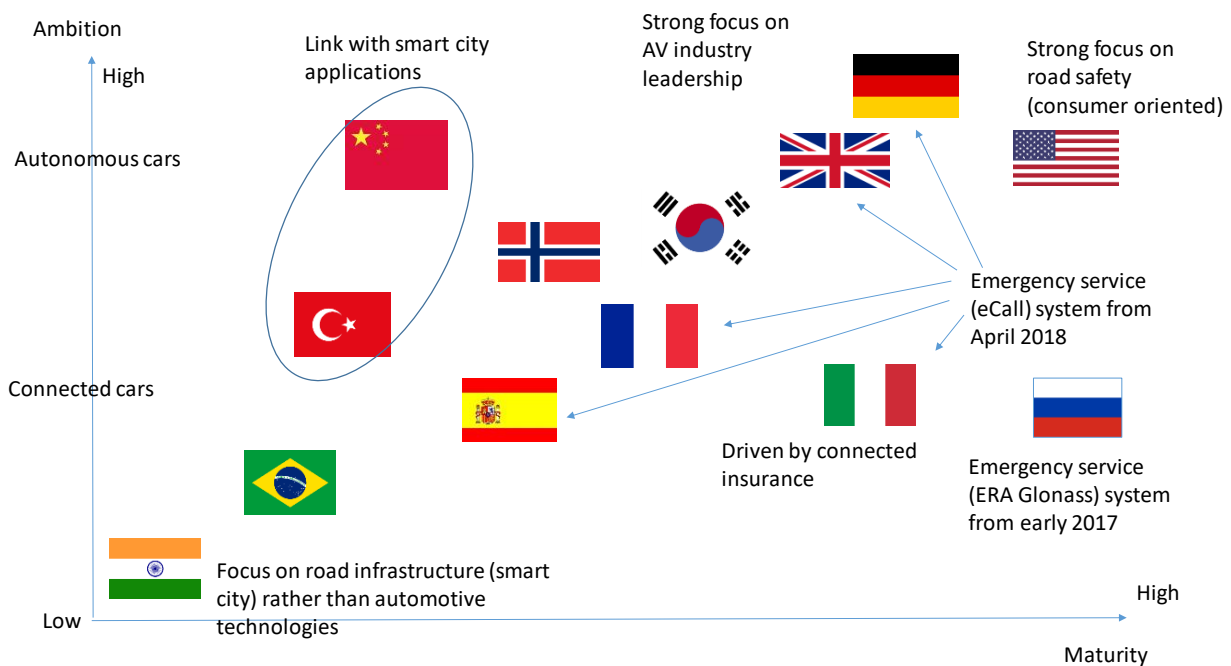 Ambition
High
Link with smart city
applications
Strong focus on
AV industry
leadership
Strong focus on
road safety
(consumer oriented)
Autonomous cars
Emergency service
(eCall) system from
April 2018
Connected cars
Driven by connected
insurance
Emergency service
(ERA Glonass) system
from early 2017
Focus on road infrastructure (smart
city) rather than automotive
technologies
Low
High
Maturity